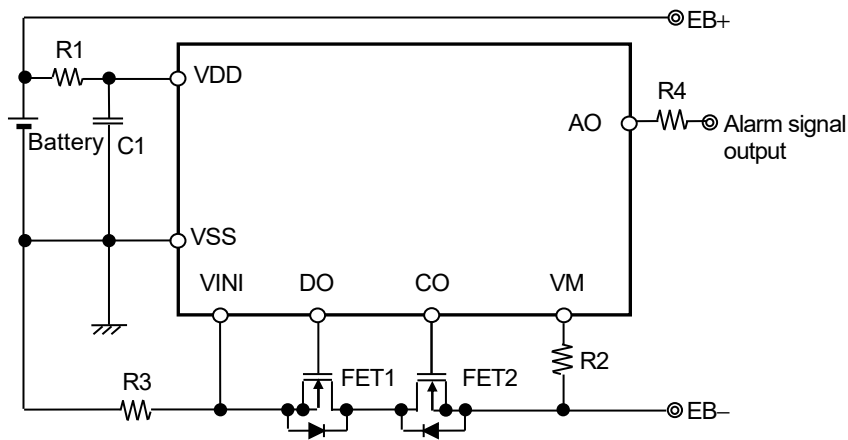 EB+
R1
VDD
R4
AO
Alarm signal
output
Battery
C1
VSS
VINI
DO
CO
VM
R3
FET1
FET2
R2
EB−